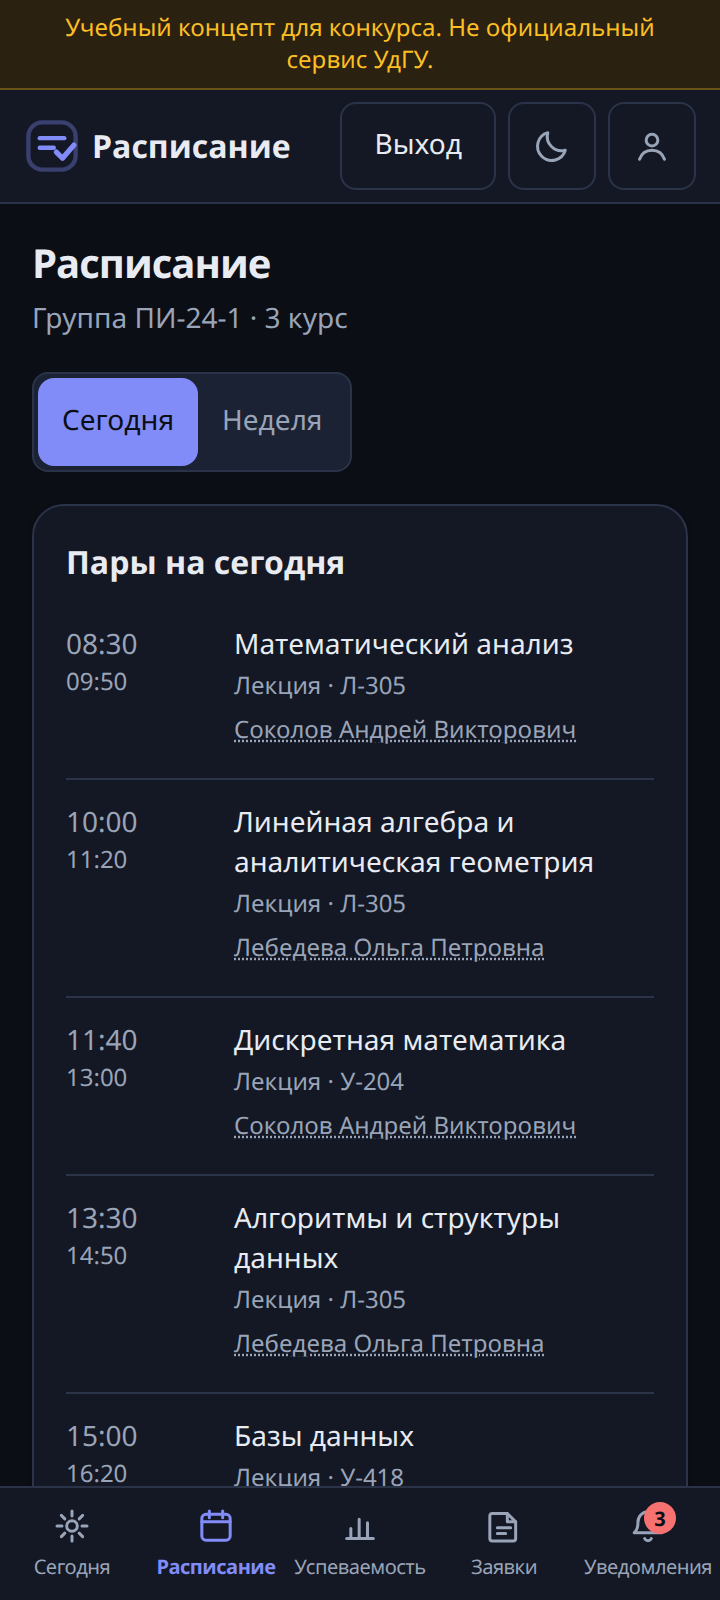 Учебный концепт для конкурса. Не официальный
сервис УдГУ.
Расписание
Выход
Расписание
Группа ПИ-24-1 · 3 курс
Сегодня
Неделя
Пары на сегодня
08:30
09:50
Математический анализ
Лекция · Л-305
Соколов Андрей Викторович
10:00
11:20
Линейная алгебра и
аналитическая геометрия
Лекция · Л-305
Лебедева Ольга Петровна
11:40
13:00
Дискретная математика
Лекция · У-204
Соколов Андрей Викторович
13:30
14:50
Алгоритмы и структуры
данных
Лекция · Л-305
Лебедева Ольга Петровна
15:00
16:20
Базы данных
Лекция · У-418
Сегодня
Расписание
Успеваемость
Заявки
3
Уведомления